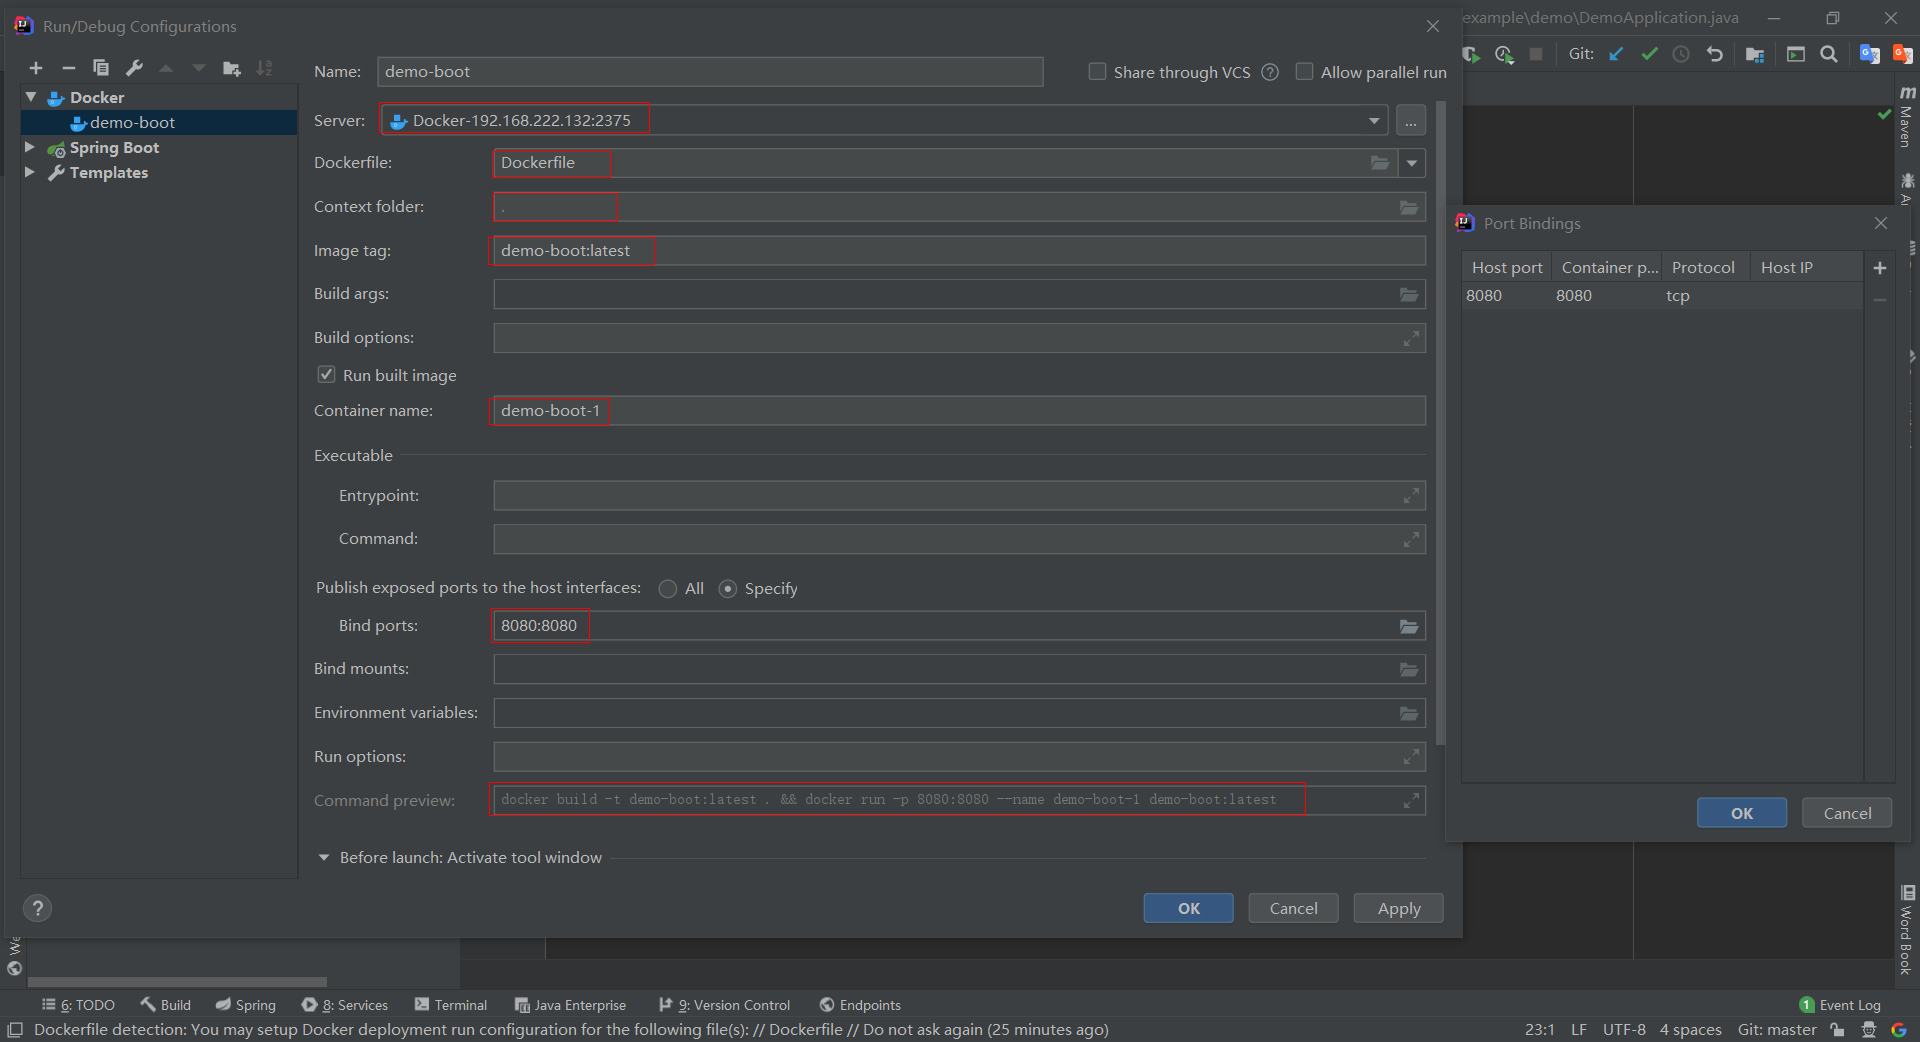 Run/Debug Configurations
example\demo\DemoApplication.java
Git:
Name: demo-boot
Share through VCS
Allow parallel run
Docker
demo-boot
Spring Boot
Templates
Server: Docker-192.168.222.132:2375
...
Dockerfile: Dockerfile
Context folder: .
Image tag: demo-boot:latest
Build args:
Build options:
Run built image
Container name: demo-boot-1
Executable
Entrypoint:
Command:
Publish exposed ports to the host interfaces: All Specify
Bind ports: 8080:8080
Bind mounts:
Environment variables:
Run options:
Command preview: docker build -t demo-boot:latest . && docker run -p 8080:8080 --name demo-boot-1 demo-boot:latest
Before launch: Activate tool window
?
OK Cancel Apply
Port Bindings
Host port Container p... Protocol Host IP
8080 8080 tcp
OK Cancel
Maven
Word Book
6: TODO Build Spring 8: Services Terminal Java Enterprise 9: Version Control Endpoints
1 Event Log
Dockerfile detection: You may setup Docker deployment run configuration for the following file(s): // Dockerfile // Do not ask again (25 minutes ago)
23:1 LF UTF-8 4 spaces Git: master